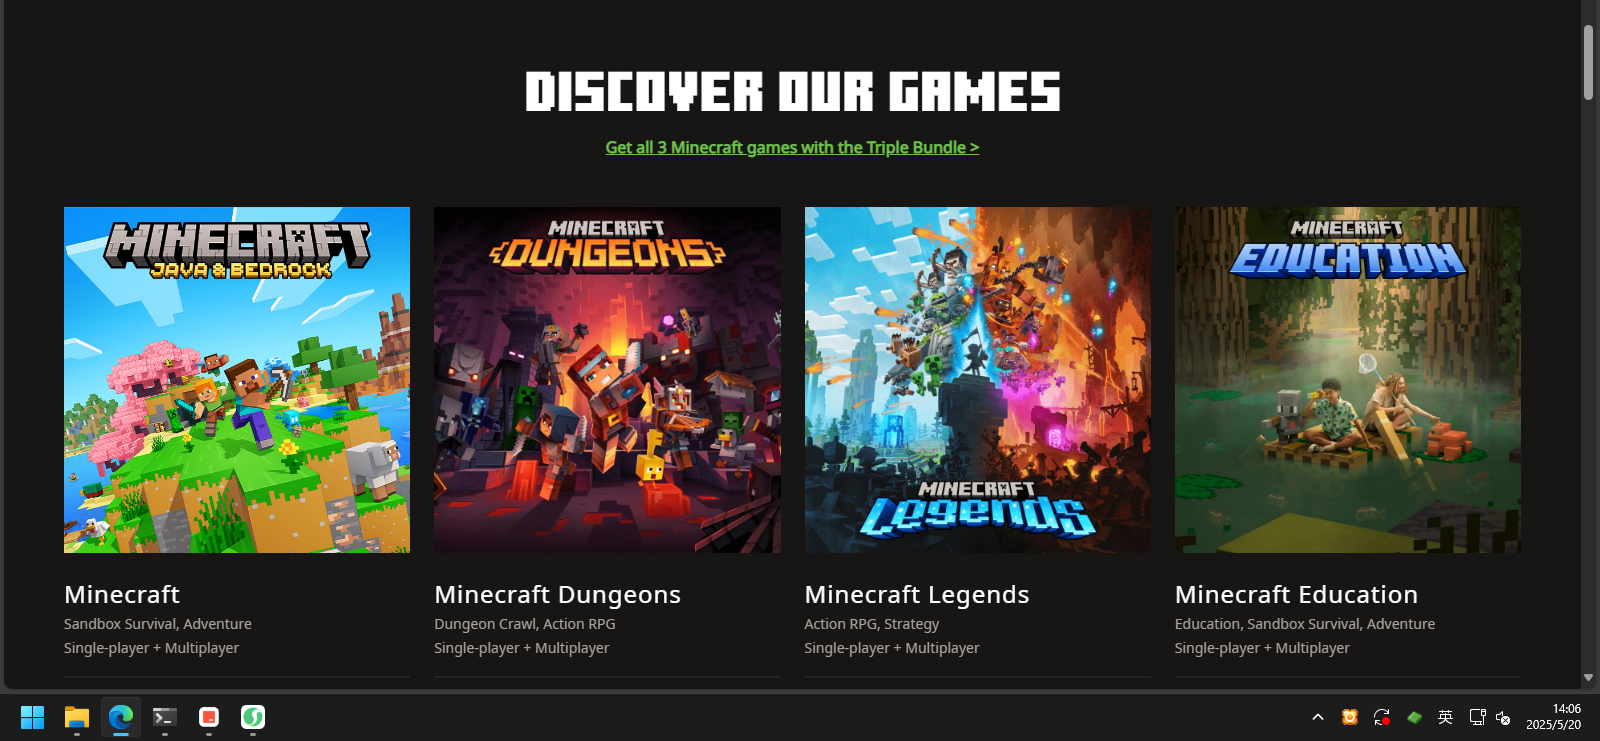 DISCOVER OUR GAMES
Get all 3 Minecraft games with the Triple Bundle >
MINECRAFT
JAVA & BEDROCK
MINECRAFT
DUNGEONS
MINECRAFT
Legends
MINECRAFT
EDUCATION
Minecraft
Sandbox Survival, Adventure
Single-player + Multiplayer
Minecraft Dungeons
Dungeon Crawl, Action RPG
Single-player + Multiplayer
Minecraft Legends
Action RPG, Strategy
Single-player + Multiplayer
Minecraft Education
Education, Sandbox Survival, Adventure
Single-player + Multiplayer
英
14:06
2025/5/20